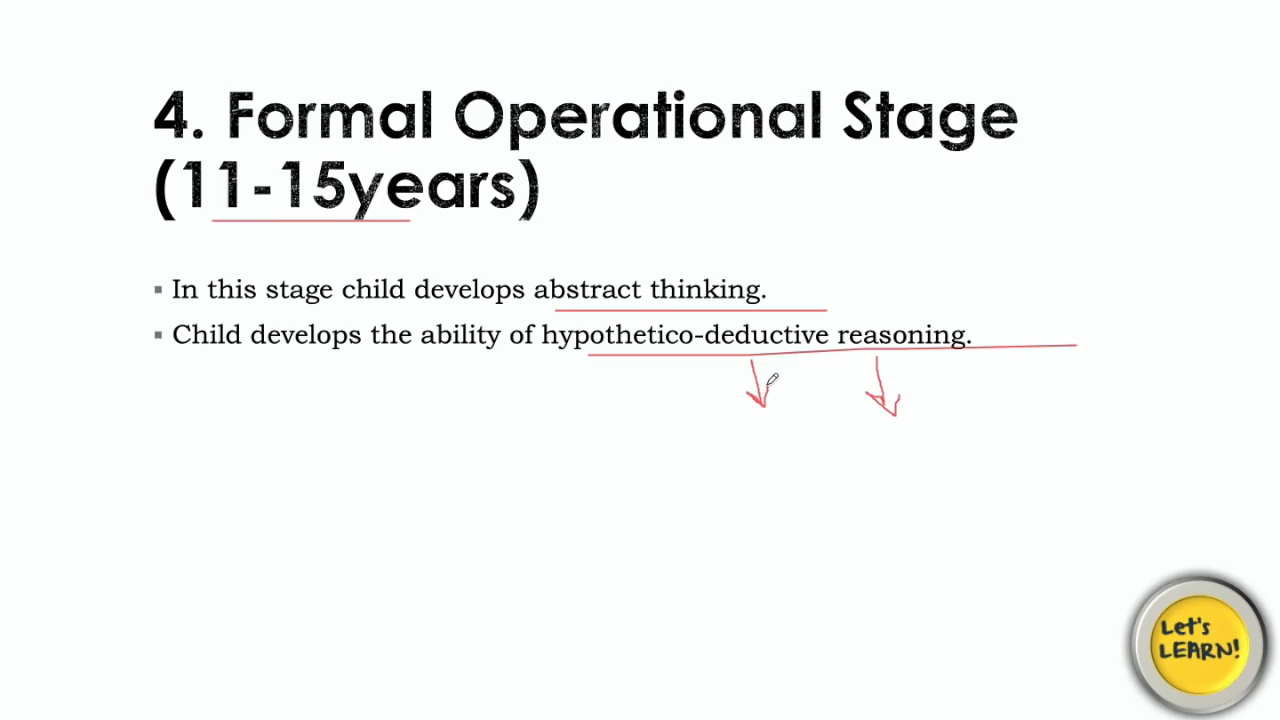 4. Formal Operational Stage
(11-15years)
In this stage child develops abstract thinking.
Child develops the ability of hypothetico-deductive reasoning.
Let's
LEARN!